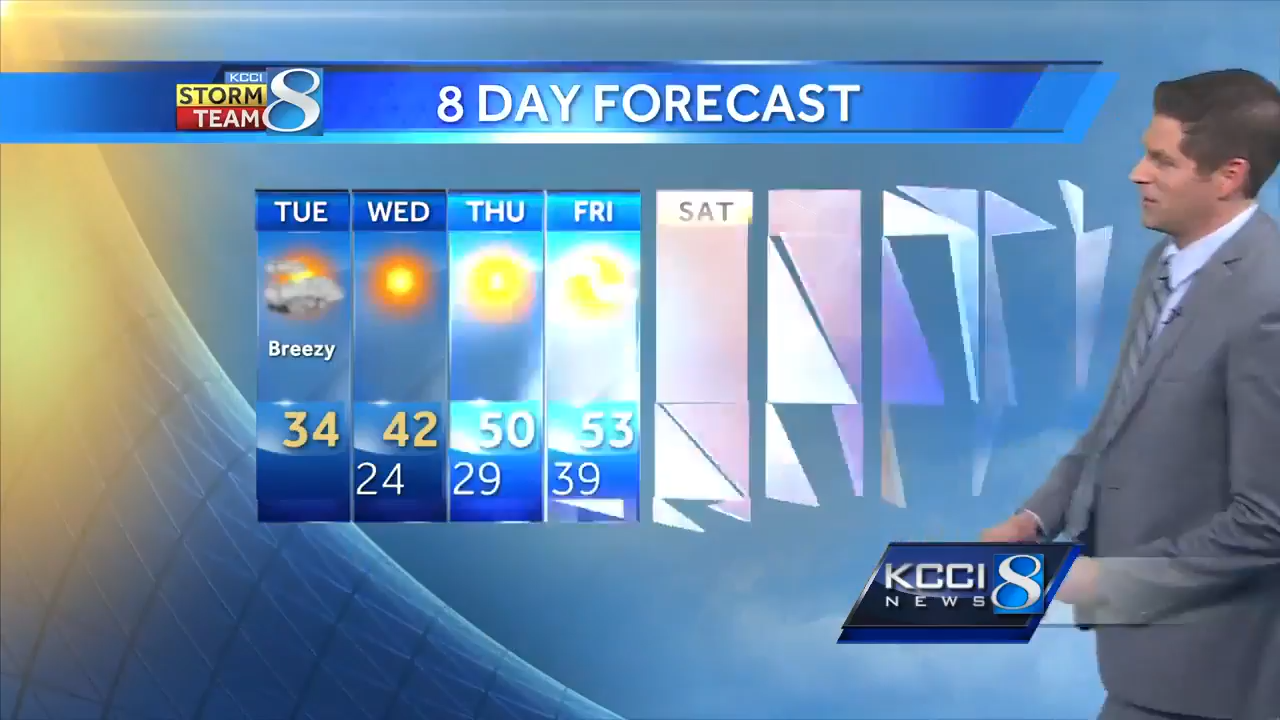 KCCI
STORM
TEAM
8
8 DAY FORECAST
TUE WED THU FRI SAT
Breezy
34 42 50 53
24 29 39
KCCI 8
NEWS